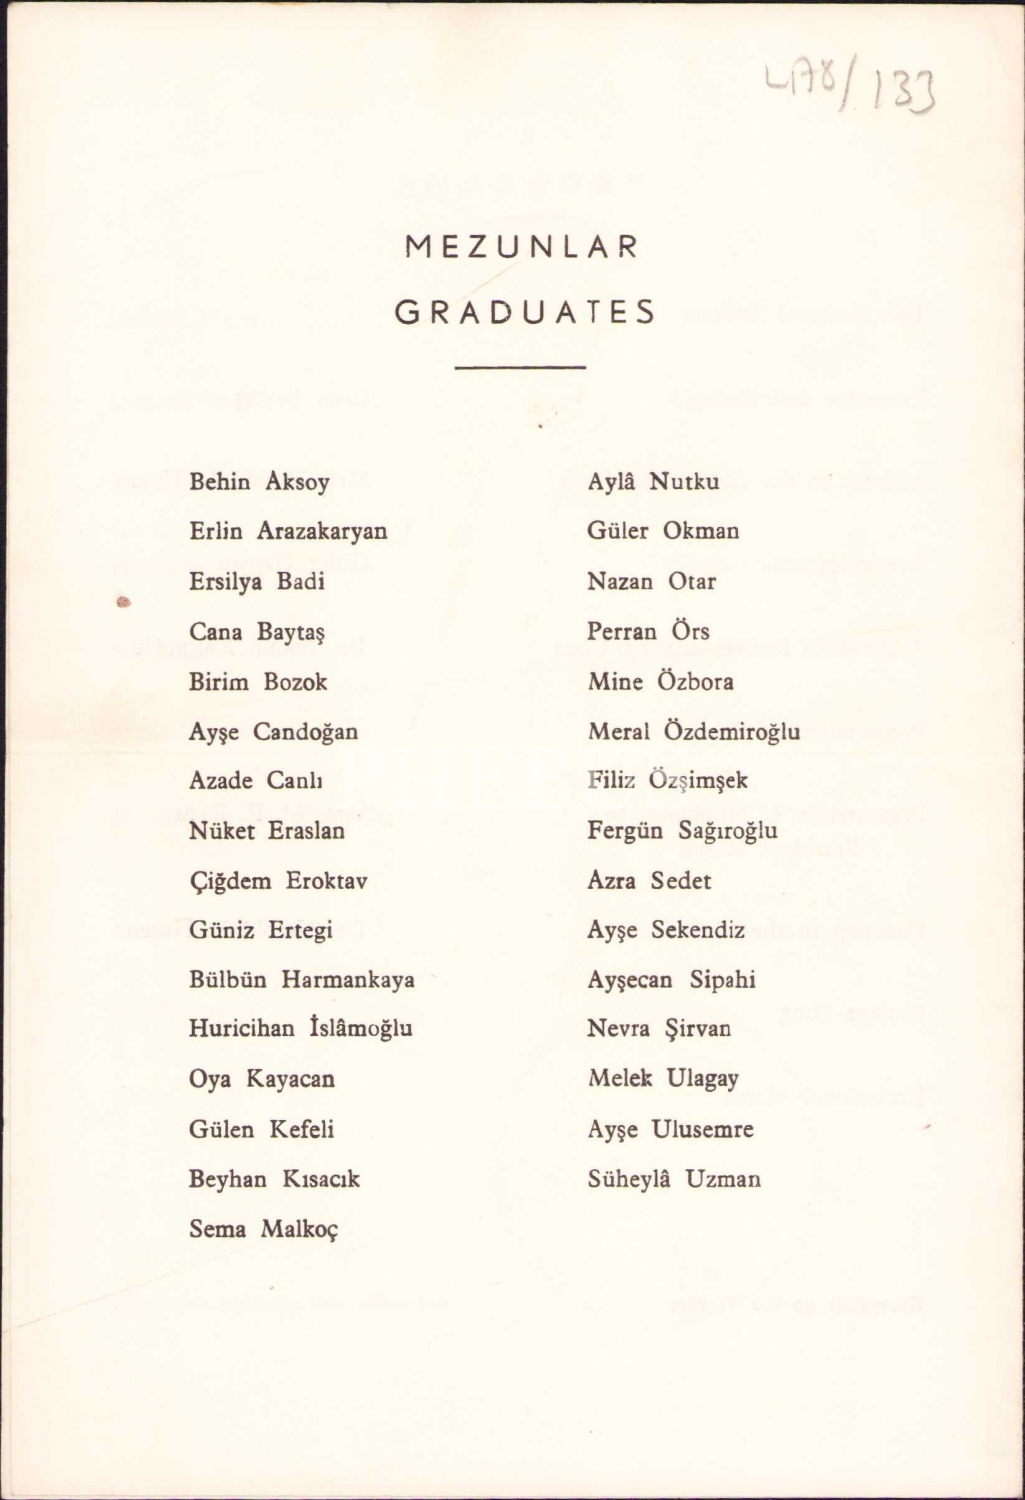 LA8/133
MEZUNLAR
GRADUATES
Behin Aksoy
Erlin Arazakaryan
Ersilya Badi
Cana Baytaş
Birim Bozok
Ayşe Candoğan
Azade Canlı
Nüket Eraslan
Çiğdem Eroktav
Güniz Ertegi
Bülbün Harmankaya
Huricihan İslâmoğlu
Oya Kayacan
Gülen Kefeli
Beyhan Kısacık
Sema Malkoç
Aylâ Nutku
Güler Okman
Nazan Otar
Perran Örs
Mine Özbora
Meral Özdemiroğlu
Filiz Özşimşek
Fergün Sağıroğlu
Azra Sedet
Ayşe Sekendiz
Ayşecan Sipahi
Nevra Şirvan
Melek Ulagay
Ayşe Ulusemre
Süheylâ Uzman